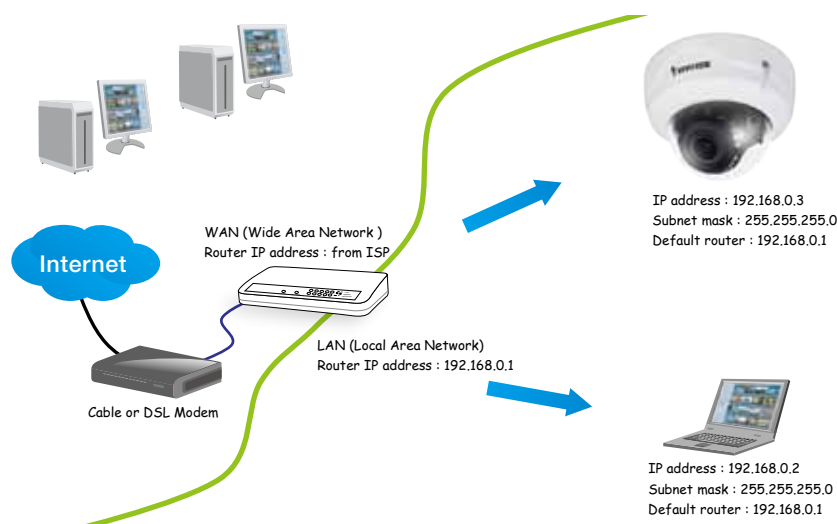 WAN (Wide Area Network )
Router IP address : from ISP
Internet
LAN (Local Area Network)
Router IP address : 192.168.0.1
Cable or DSL Modem
IP address : 192.168.0.3
Subnet mask : 255.255.255.0
Default router : 192.168.0.1
IP address : 192.168.0.2
Subnet mask : 255.255.255.0
Default router : 192.168.0.1